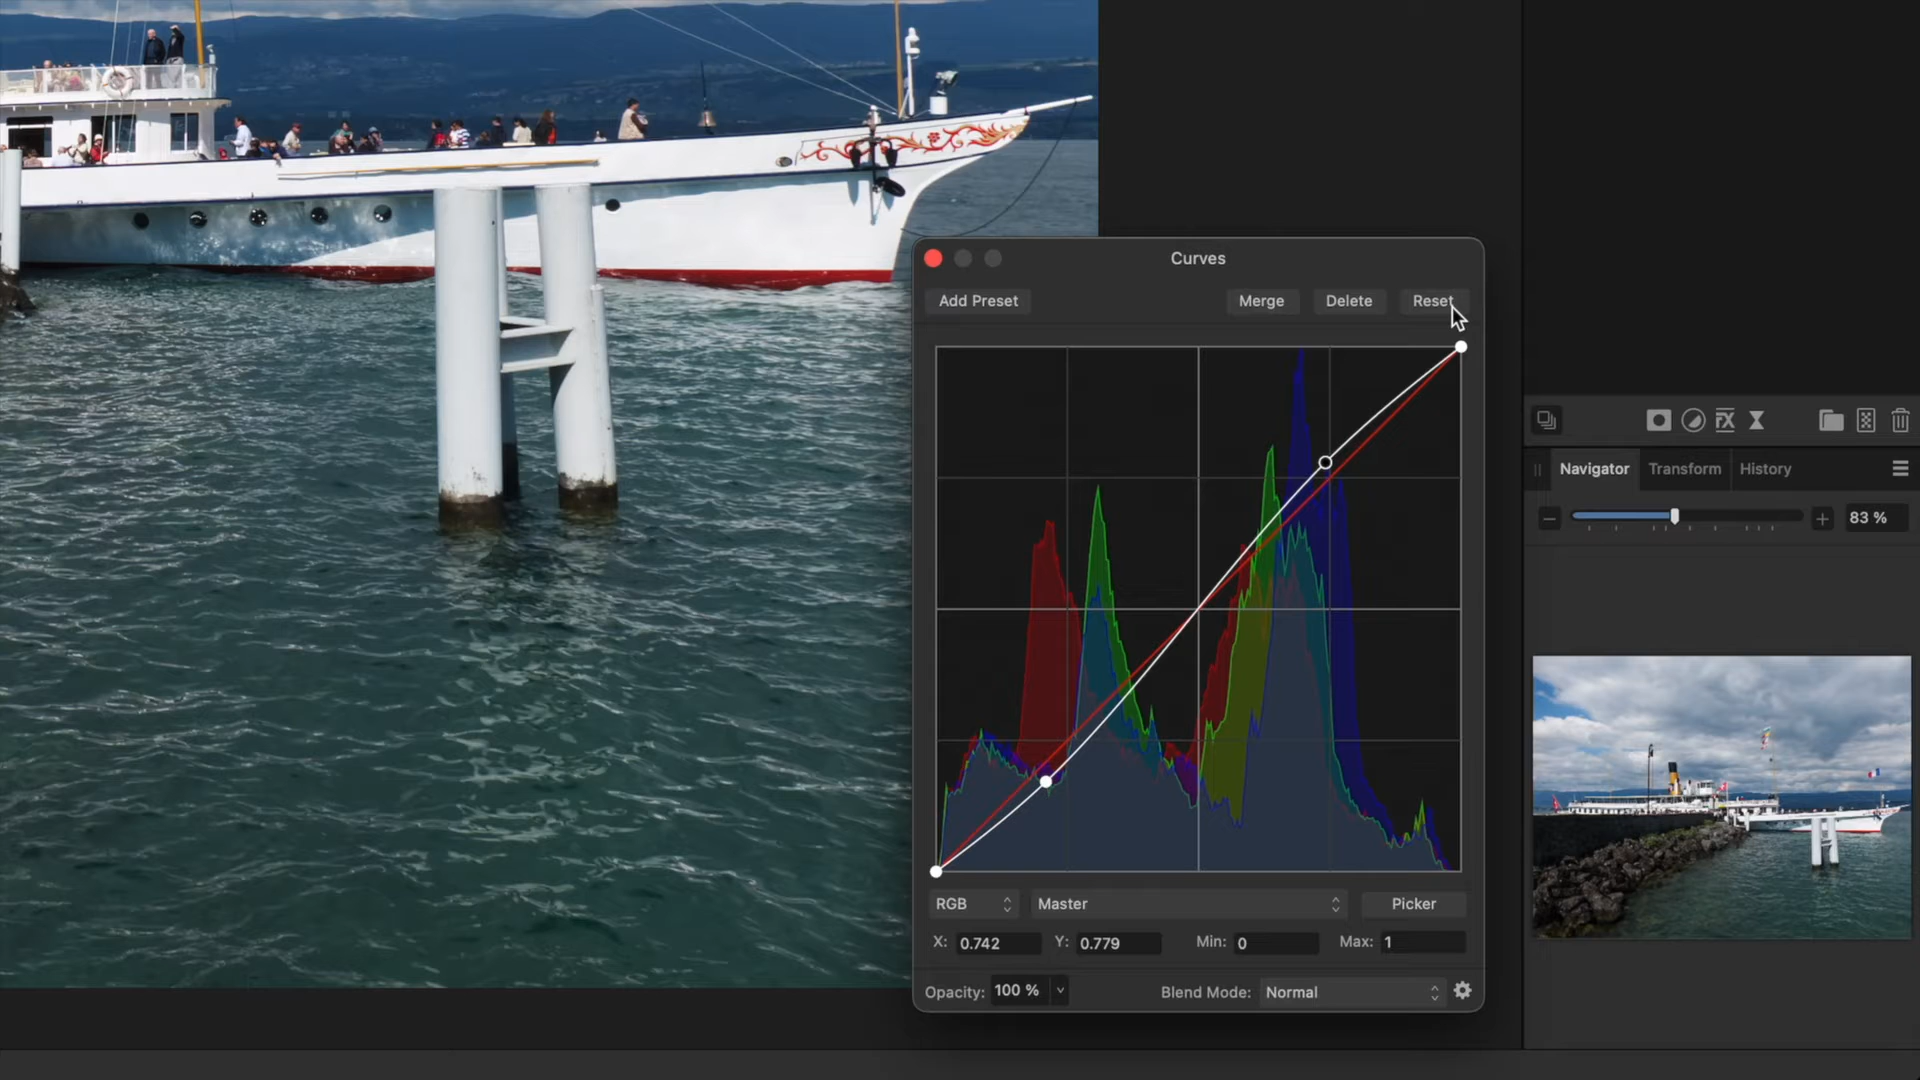 Curves
Add Preset
Merge
Delete
Reset
FX
Navigator
Transform
History
83 %
RGB
Master
Picker
X: 0.742
Y: 0.779
Min: 0
Max: 1
Opacity: 100 %
Blend Mode: Normal